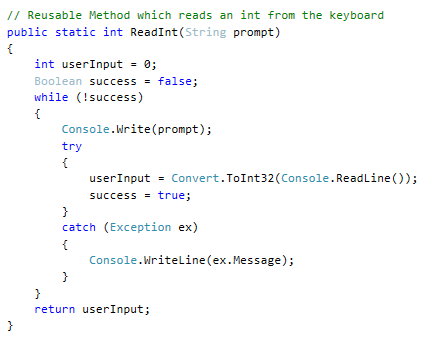 // Reusable Method which reads an int from the keyboard
public static int ReadInt(String prompt)
{
    int userInput = 0;
    Boolean success = false;
    while (!success)
    {
        Console.Write(prompt);
        try
        {
            userInput = Convert.ToInt32(Console.ReadLine());
            success = true;
        }
        catch (Exception ex)
        {
            Console.WriteLine(ex.Message);
        }
    }
    return userInput;
}